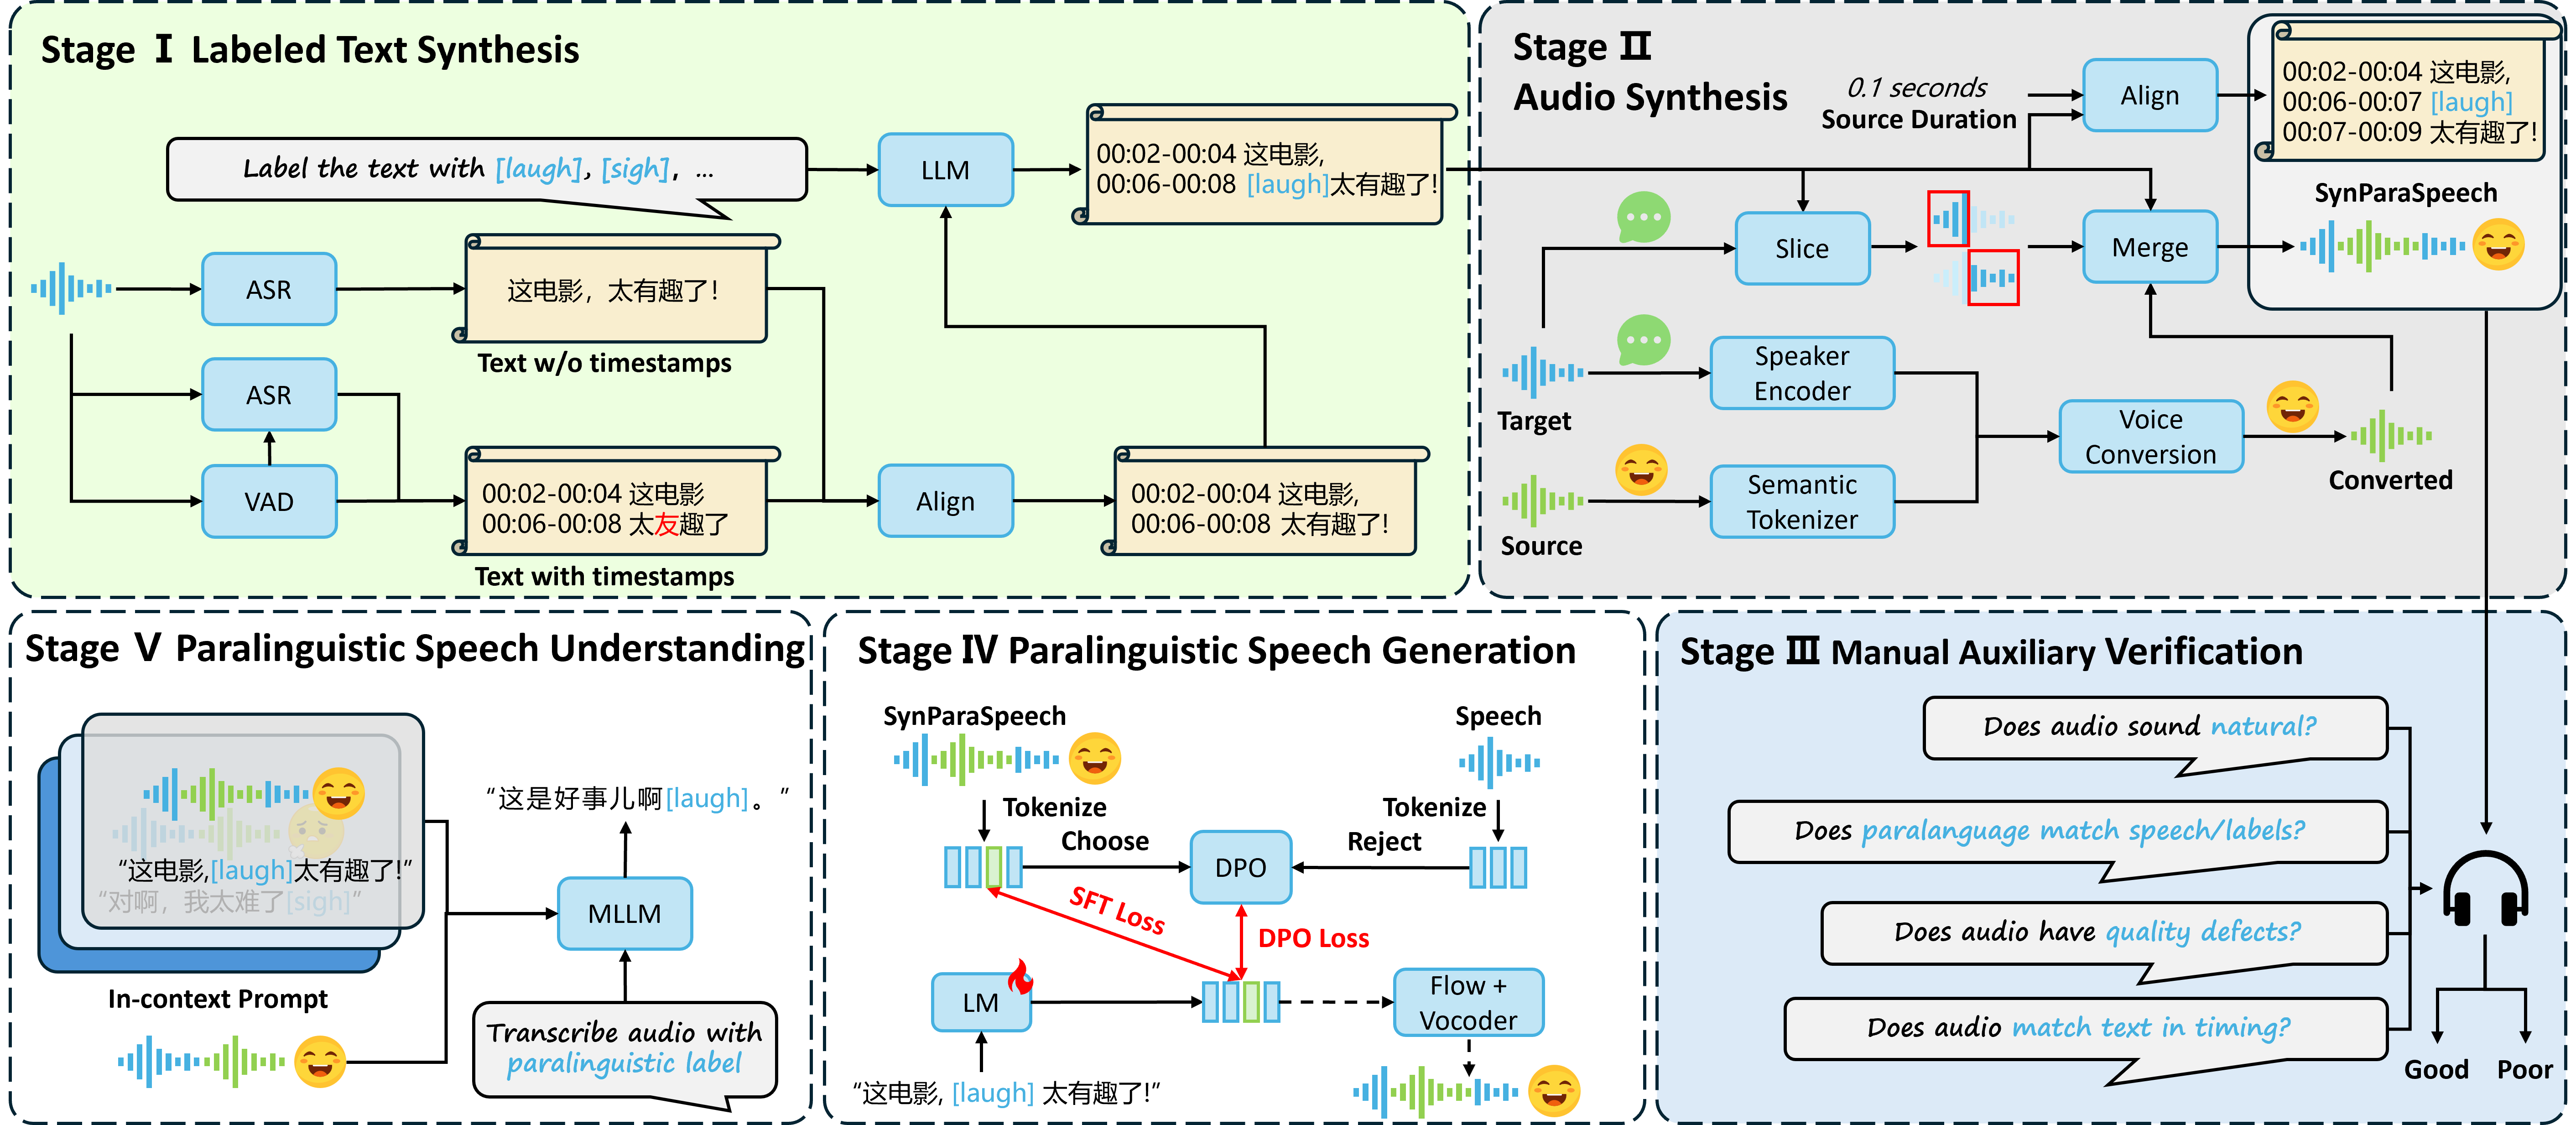 Stage Ⅰ Labeled Text Synthesis
Label the text with [laugh], [sigh], ...
LLM
00:02-00:04 这电影,
00:06-00:08 [laugh]太有趣了!
ASR
这电影，太有趣了!
Text w/o timestamps
ASR
VAD
00:02-00:04 这电影
00:06-00:08 太友趣了
Text with timestamps
Align
00:02-00:04 这电影,
00:06-00:08 太有趣了!
Stage Ⅱ
Audio Synthesis
0.1 seconds
Source Duration
Align
00:02-00:04 这电影,
00:06-00:07 [laugh]
00:07-00:09 太有趣了!
SynParaSpeech
Slice
Merge
Target
Speaker
Encoder
Source
Semantic
Tokenizer
Voice
Conversion
Converted
Stage Ⅴ Paralinguistic Speech Understanding
“这电影,[laugh]太有趣了!”
“对啊，我太难了[sigh]”
In-context Prompt
“这是好事儿啊[laugh]。”
MLLM
Transcribe audio with
paralinguistic label
Stage Ⅳ Paralinguistic Speech Generation
SynParaSpeech
Speech
Tokenize
Tokenize
Choose
Reject
DPO
SFT Loss
DPO Loss
LM
Flow +
Vocoder
“这电影, [laugh] 太有趣了!”
Stage Ⅲ Manual Auxiliary Verification
Does audio sound natural?
Does paralanguage match speech/labels?
Does audio have quality defects?
Does audio match text in timing?
Good
Poor